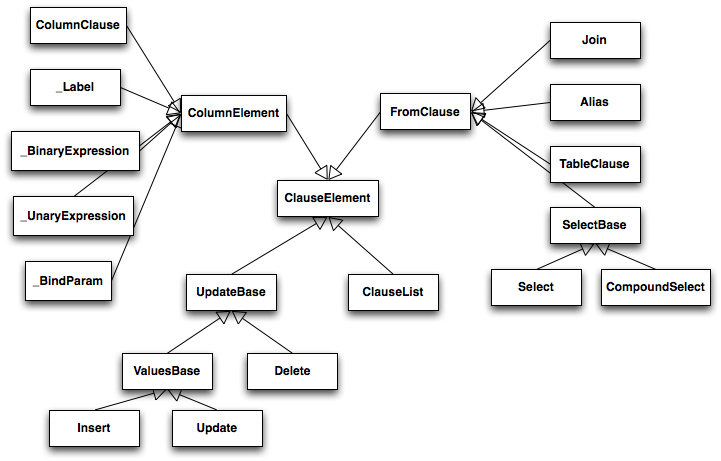 ColumnClause
Join
_Label
Alias
ColumnElement
FromClause
_BinaryExpression
TableClause
ClauseElement
_UnaryExpression
SelectBase
_BindParam
UpdateBase
ClauseList
Select
CompoundSelect
ValuesBase
Delete
Insert
Update